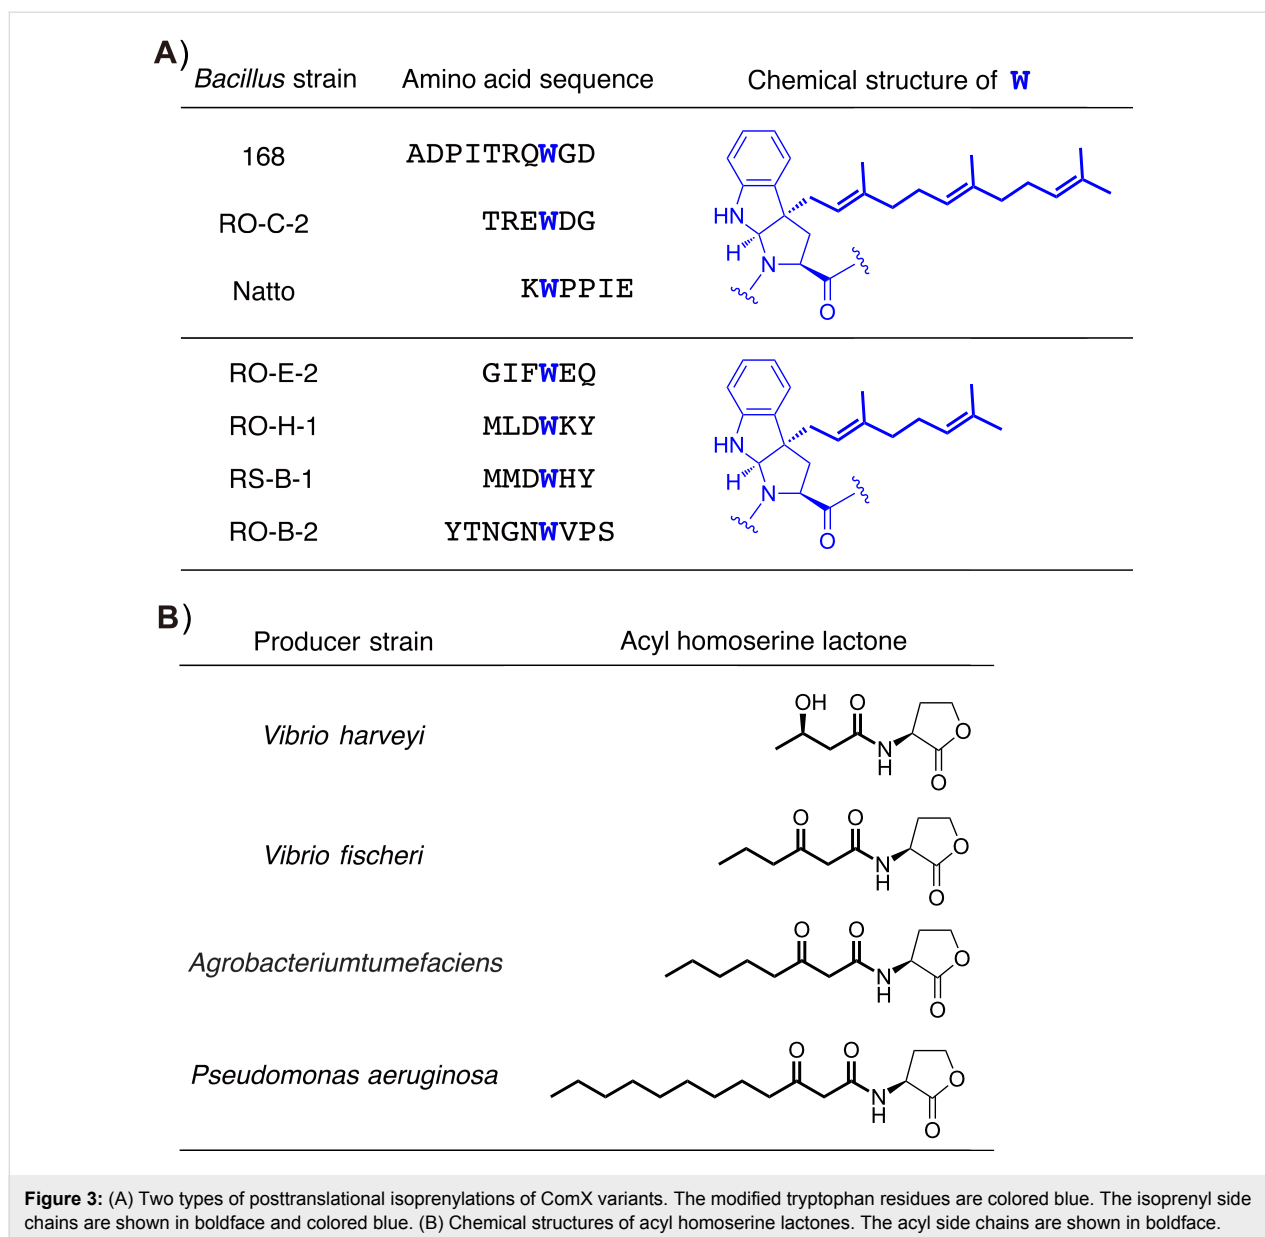 A)
Bacillus strain Amino acid sequence Chemical structure of W
168 ADPITRQWGD
RO-C-2 TREWDG
Natto KWPPIE
HN
H
N
O
RO-E-2 GIFWEQ
RO-H-1 MLDWKY
RS-B-1 MMDWHY
RO-B-2 YTNGNWVPS
HN
H
N
O
B)
Producer strain Acyl homoserine lactone
Vibrio harveyi
OH O
O
N
H
O
Vibrio fischeri
O O
O
N
H
O
Agrobacteriumtumefaciens
O O
O
N
H
O
Pseudomonas aeruginosa
O O
O
N
H
O
Figure 3: (A) Two types of posttranslational isoprenylations of ComX variants. The modified tryptophan residues are colored blue. The isoprenyl side
chains are shown in boldface and colored blue. (B) Chemical structures of acyl homoserine lactones. The acyl side chains are shown in boldface.